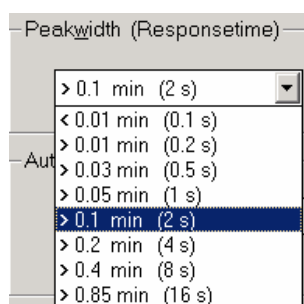 Peakwidth (Responsetime)
> 0.1 min (2 s)
< 0.01 min (0.1 s)
> 0.01 min (0.2 s)
Aut
> 0.03 min (0.5 s)
> 0.05 min (1 s)
> 0.1 min (2 s)
> 0.2 min (4 s)
> 0.4 min (8 s)
> 0.85 min (16 s)